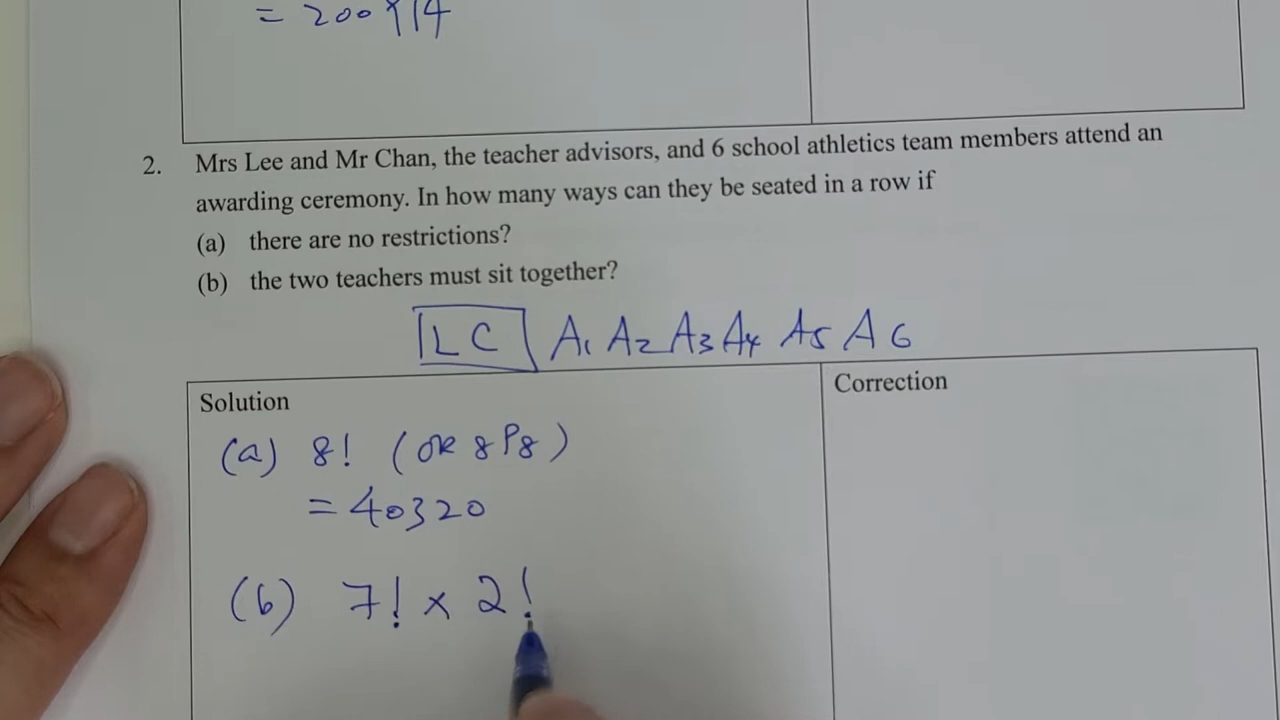 = 200914
2. Mrs Lee and Mr Chan, the teacher advisors, and 6 school athletics team members attend an
awarding ceremony. In how many ways can they be seated in a row if
(a) there are no restrictions?
(b) the two teachers must sit together?
LC A1 A2 A3 A4 A5 A6
Solution
Correction
(a) 8! (OR 8P8)
= 40320
(b) 7! × 2!